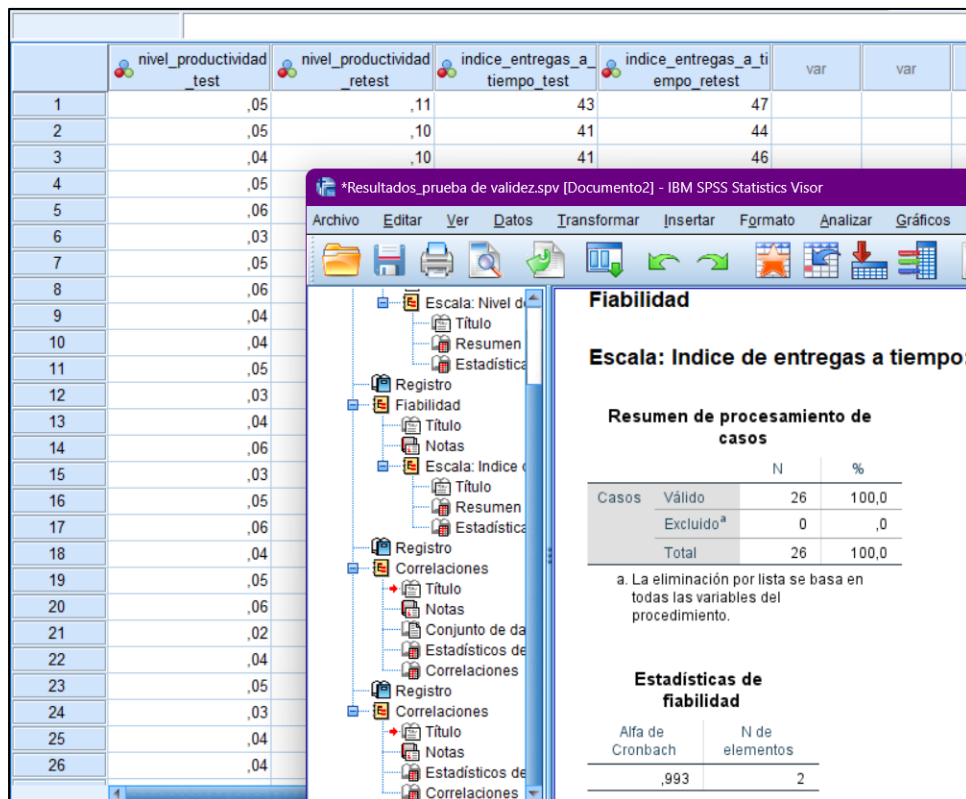 nivel_productividad_test nivel_productividad_retest indice_entregas_a_tiempo_test indice_entregas_a_tiempo_retest var var
1 ,05 ,11 43 47
2 ,05 ,10 41 44
3 ,04 ,10 41 46
4 ,05
5 ,06
6 ,03
7 ,05
8 ,06
9 ,04
10 ,04
11 ,05
12 ,03
13 ,04
14 ,06
15 ,03
16 ,05
17 ,06
18 ,04
19 ,05
20 ,06
21 ,02
22 ,04
23 ,05
24 ,03
25 ,04
26 ,04
*Resultados_prueba de validez.spv [Documento2] - IBM SPSS Statistics Visor
Archivo Editar Ver Datos Transformar Insertar Formato Analizar Gráficos
Escala: Nivel de
Título
Resumen
Estadística
Registro
Fiabilidad
Título
Notas
Escala: Indice
Título
Resumen
Estadística
Registro
Correlaciones
Título
Notas
Conjunto de da
Estadísticos de
Correlaciones
Registro
Correlaciones
Título
Notas
Estadísticos de
Correlaciones
Fiabilidad
Escala: Indice de entregas a tiempo:
Resumen de procesamiento de
casos
N %
Casos Válido 26 100,0
Excluidoª 0 ,0
Total 26 100,0
a. La eliminación por lista se basa en
todas las variables del
procedimiento.
Estadísticas de
fiabilidad
Alfa de
Cronbach
N de
elementos
,993 2